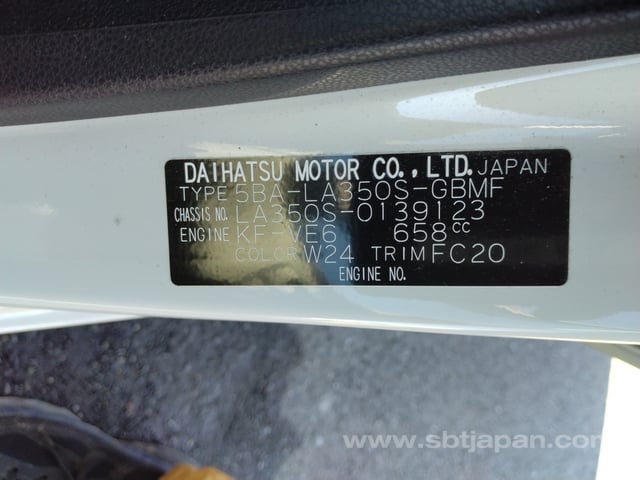 DAIHATSU MOTOR CO., LTD. JAPAN
TYPE 5BA-LA350S-GBMF
CHASSIS NO. LA350S-0139123
ENGINE KF-VE6 658cc
COLOR W24 TRIM FC20
ENGINE NO.
www.sbtjapan.com